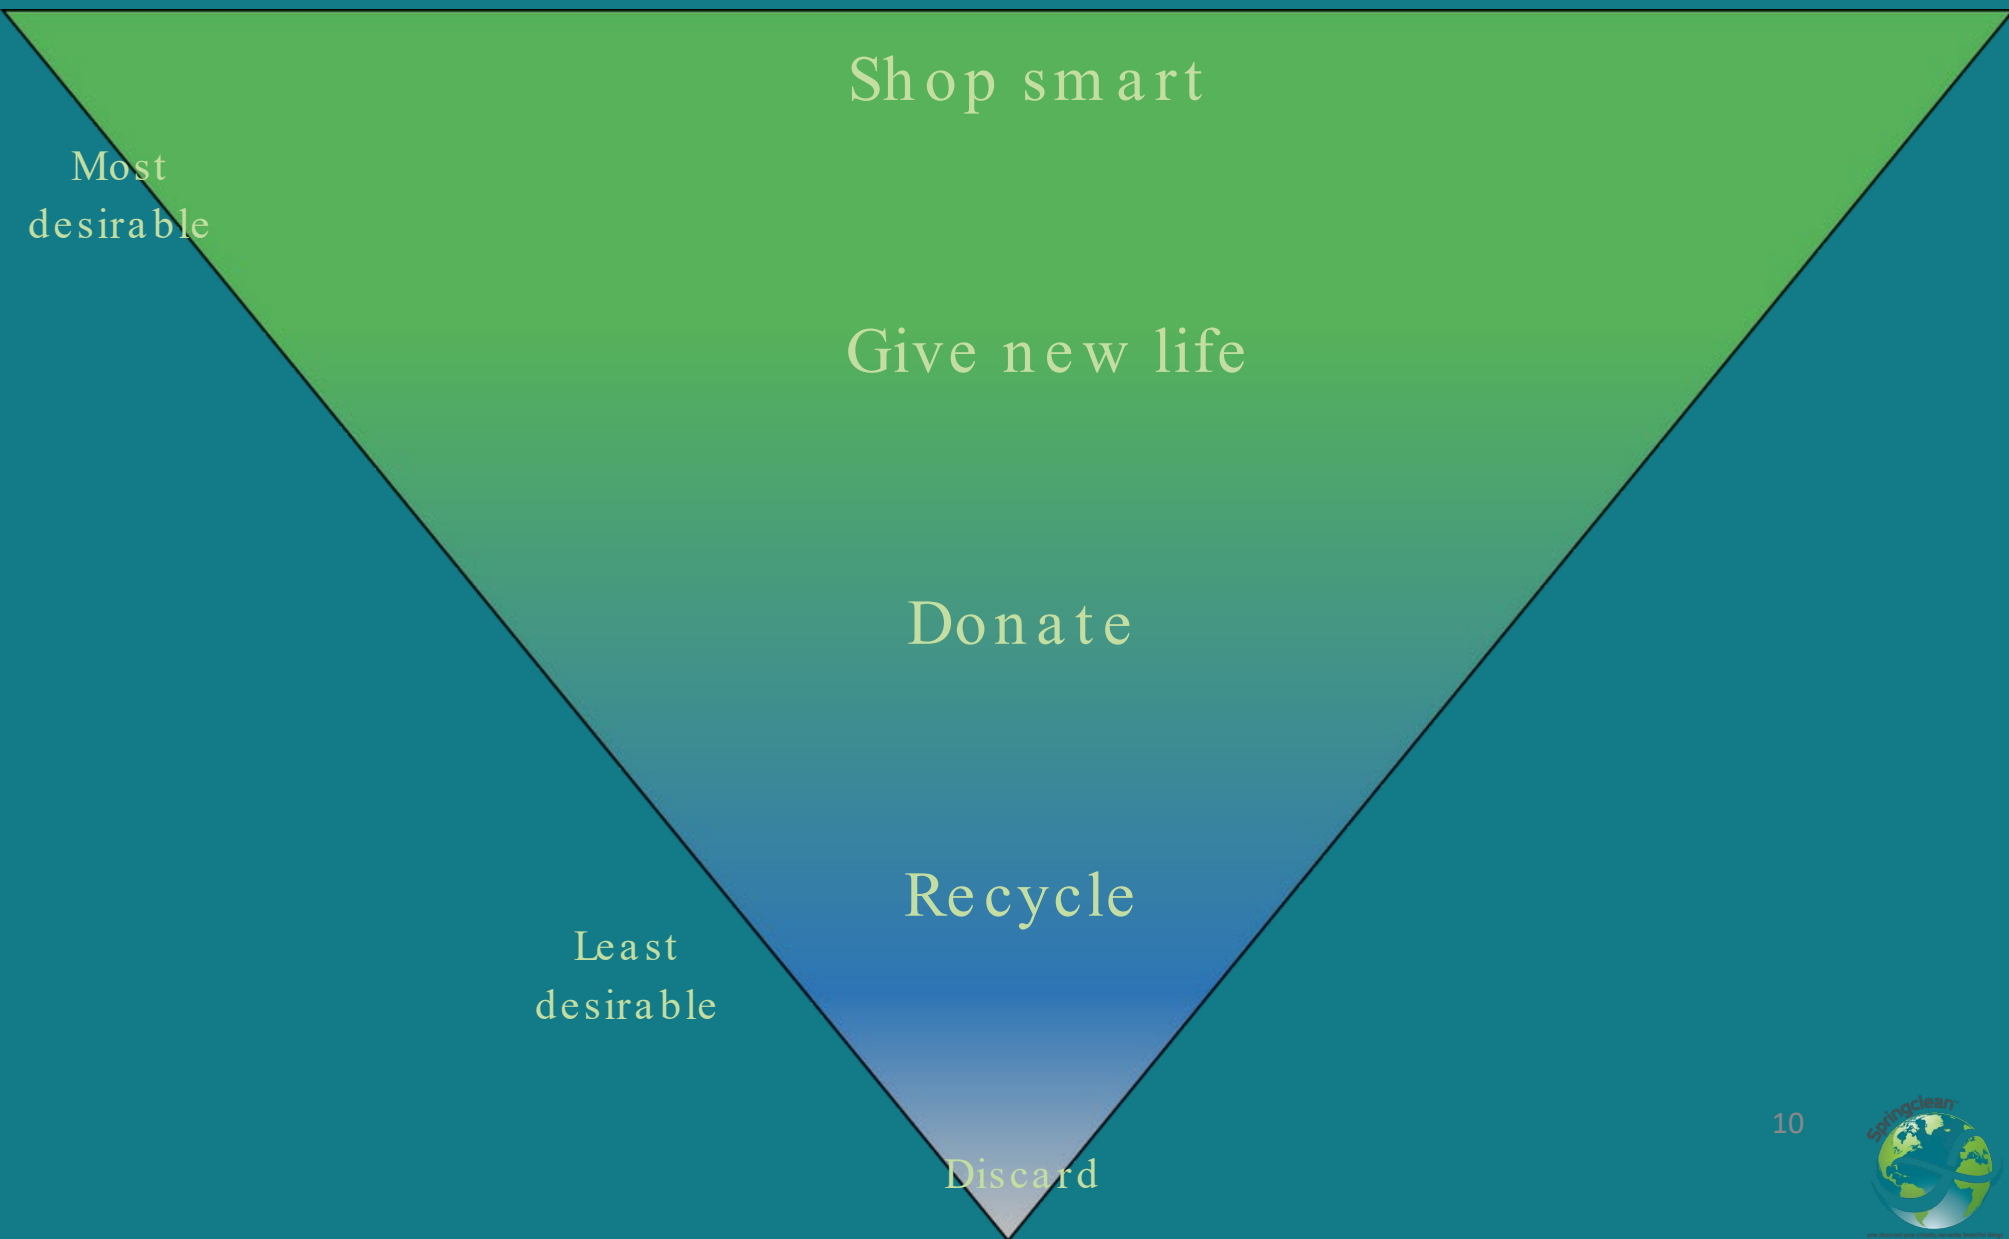 Shop smart
Most
desirable
Give new life
Donate
Recycle
Least
desirable
Discard
10
Springclean